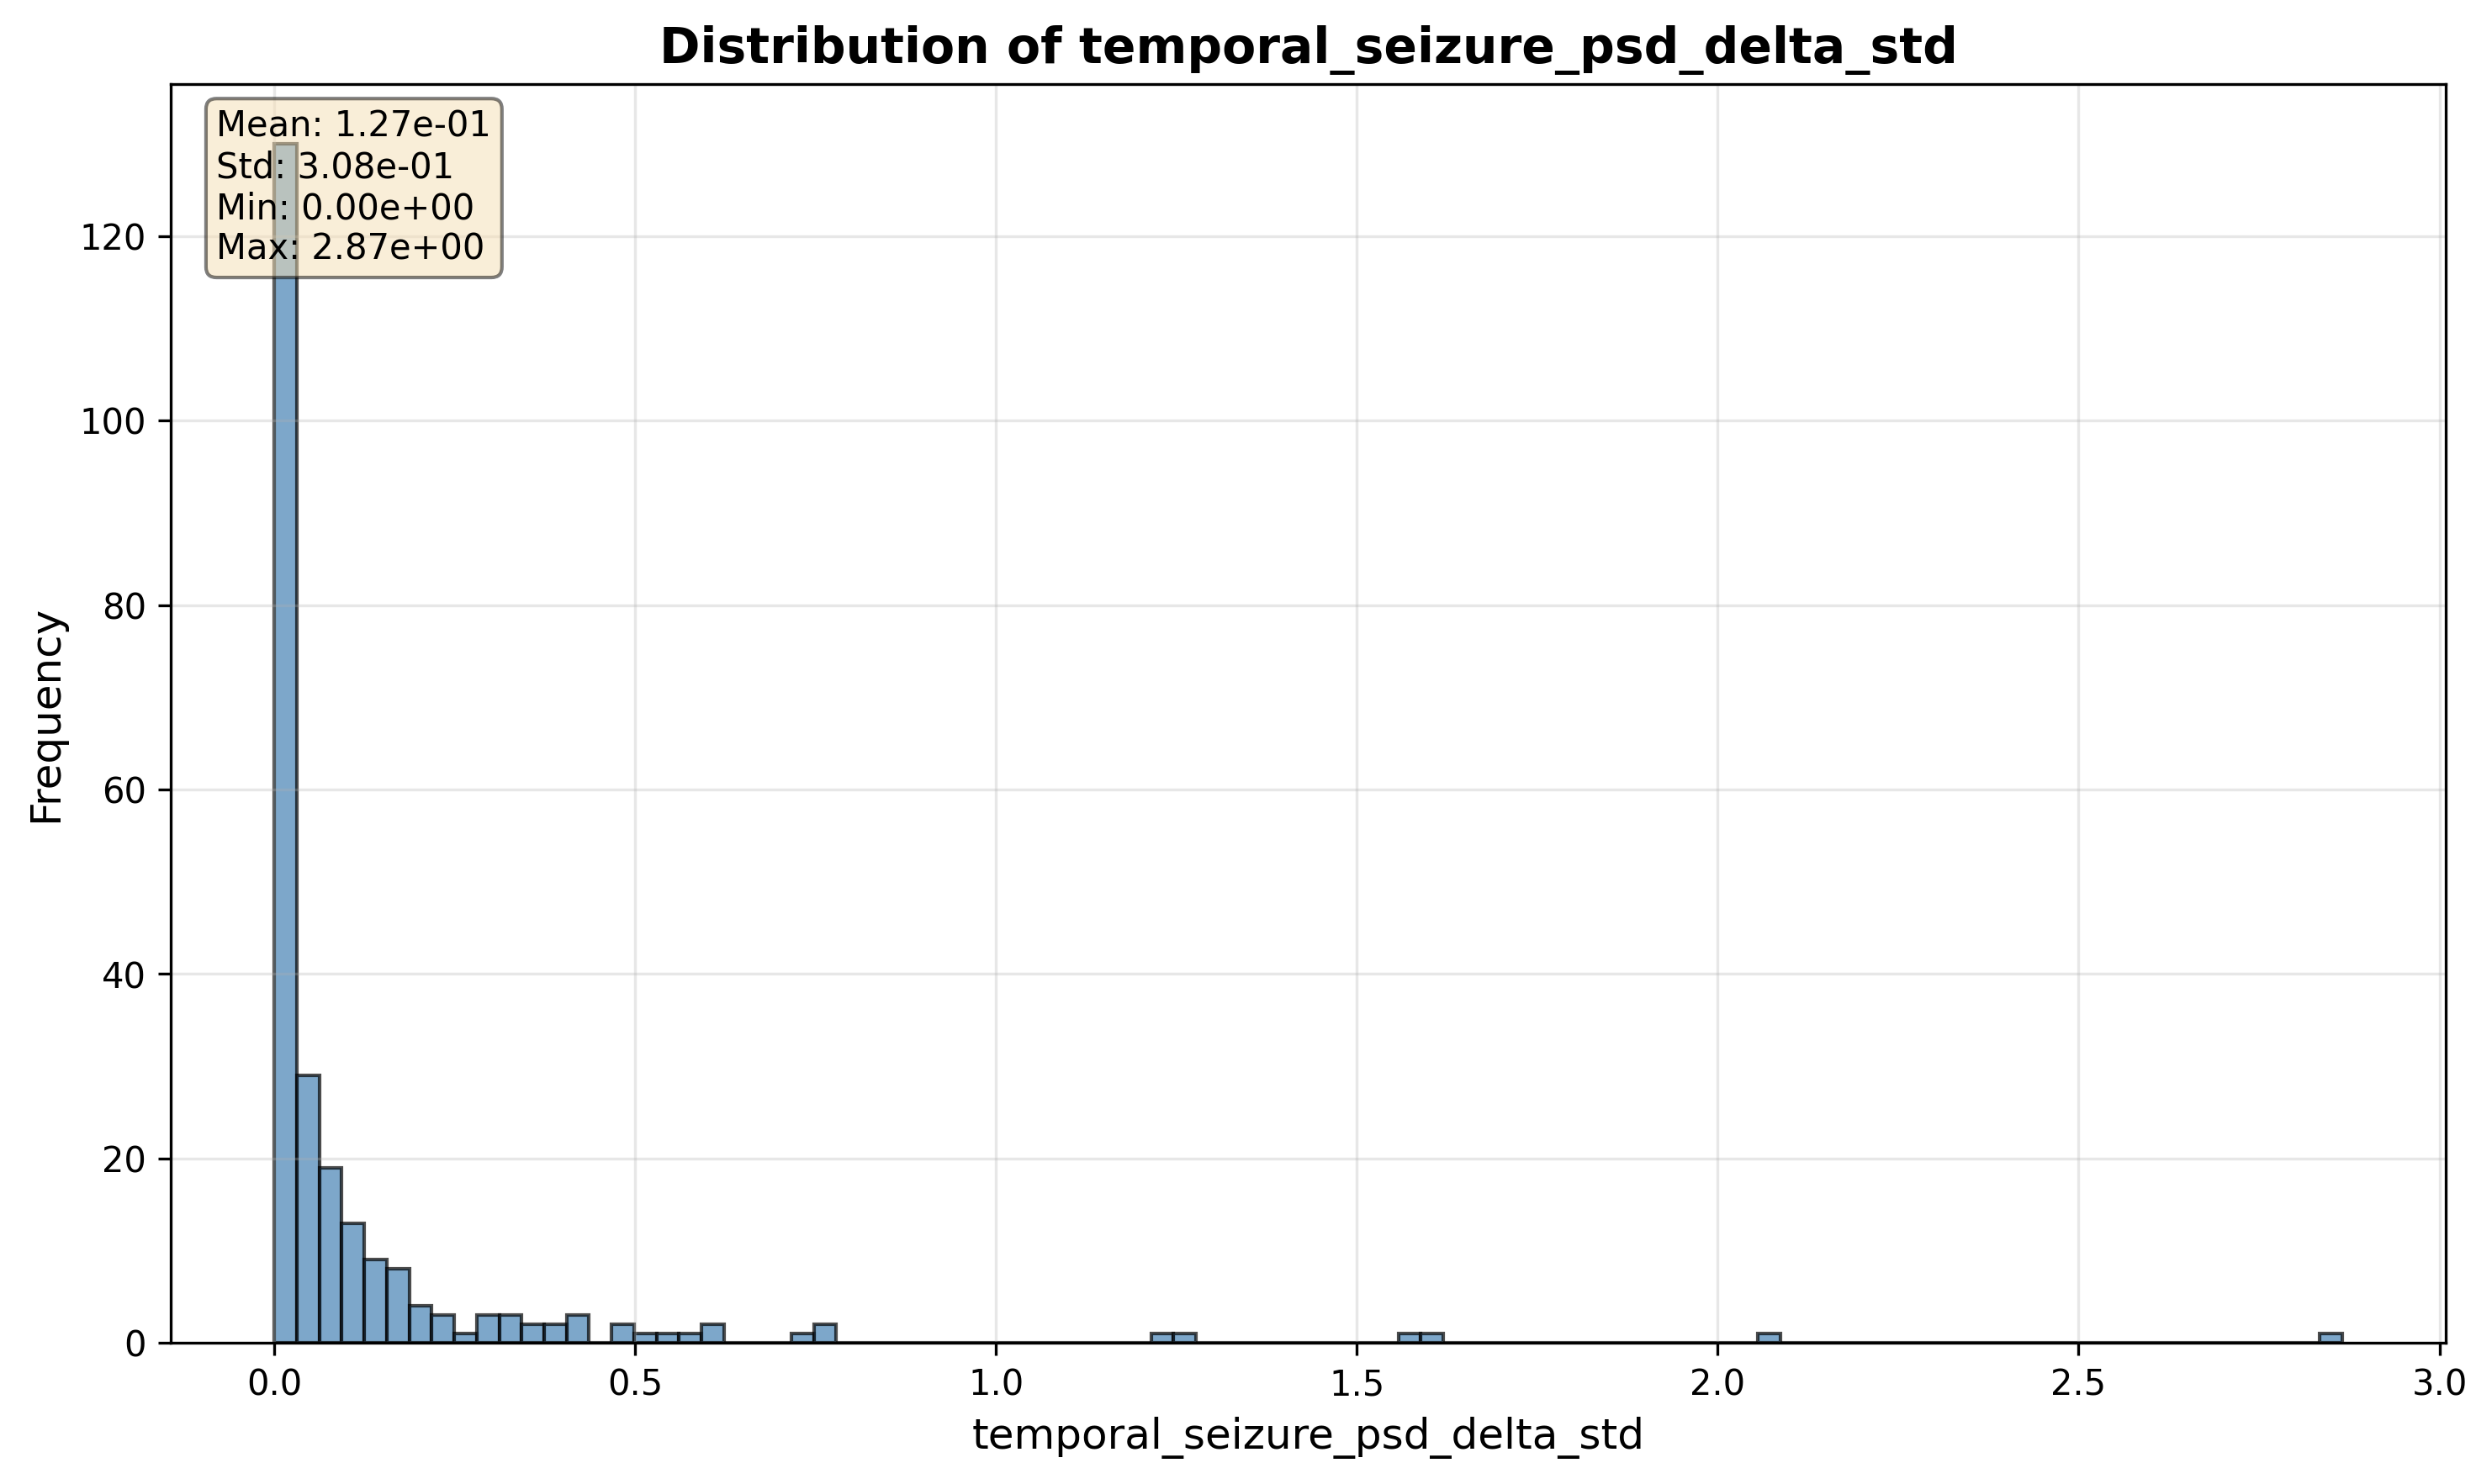 Distribution of temporal_seizure_psd_delta_std
Mean: 1.27e-01
Std: 3.08e-01
Min: 0.00e+00
Max: 2.87e+00
120
100
80
60
40
20
0
Frequency
0.0 0.5 1.0 1.5 2.0 2.5 3.0
temporal_seizure_psd_delta_std